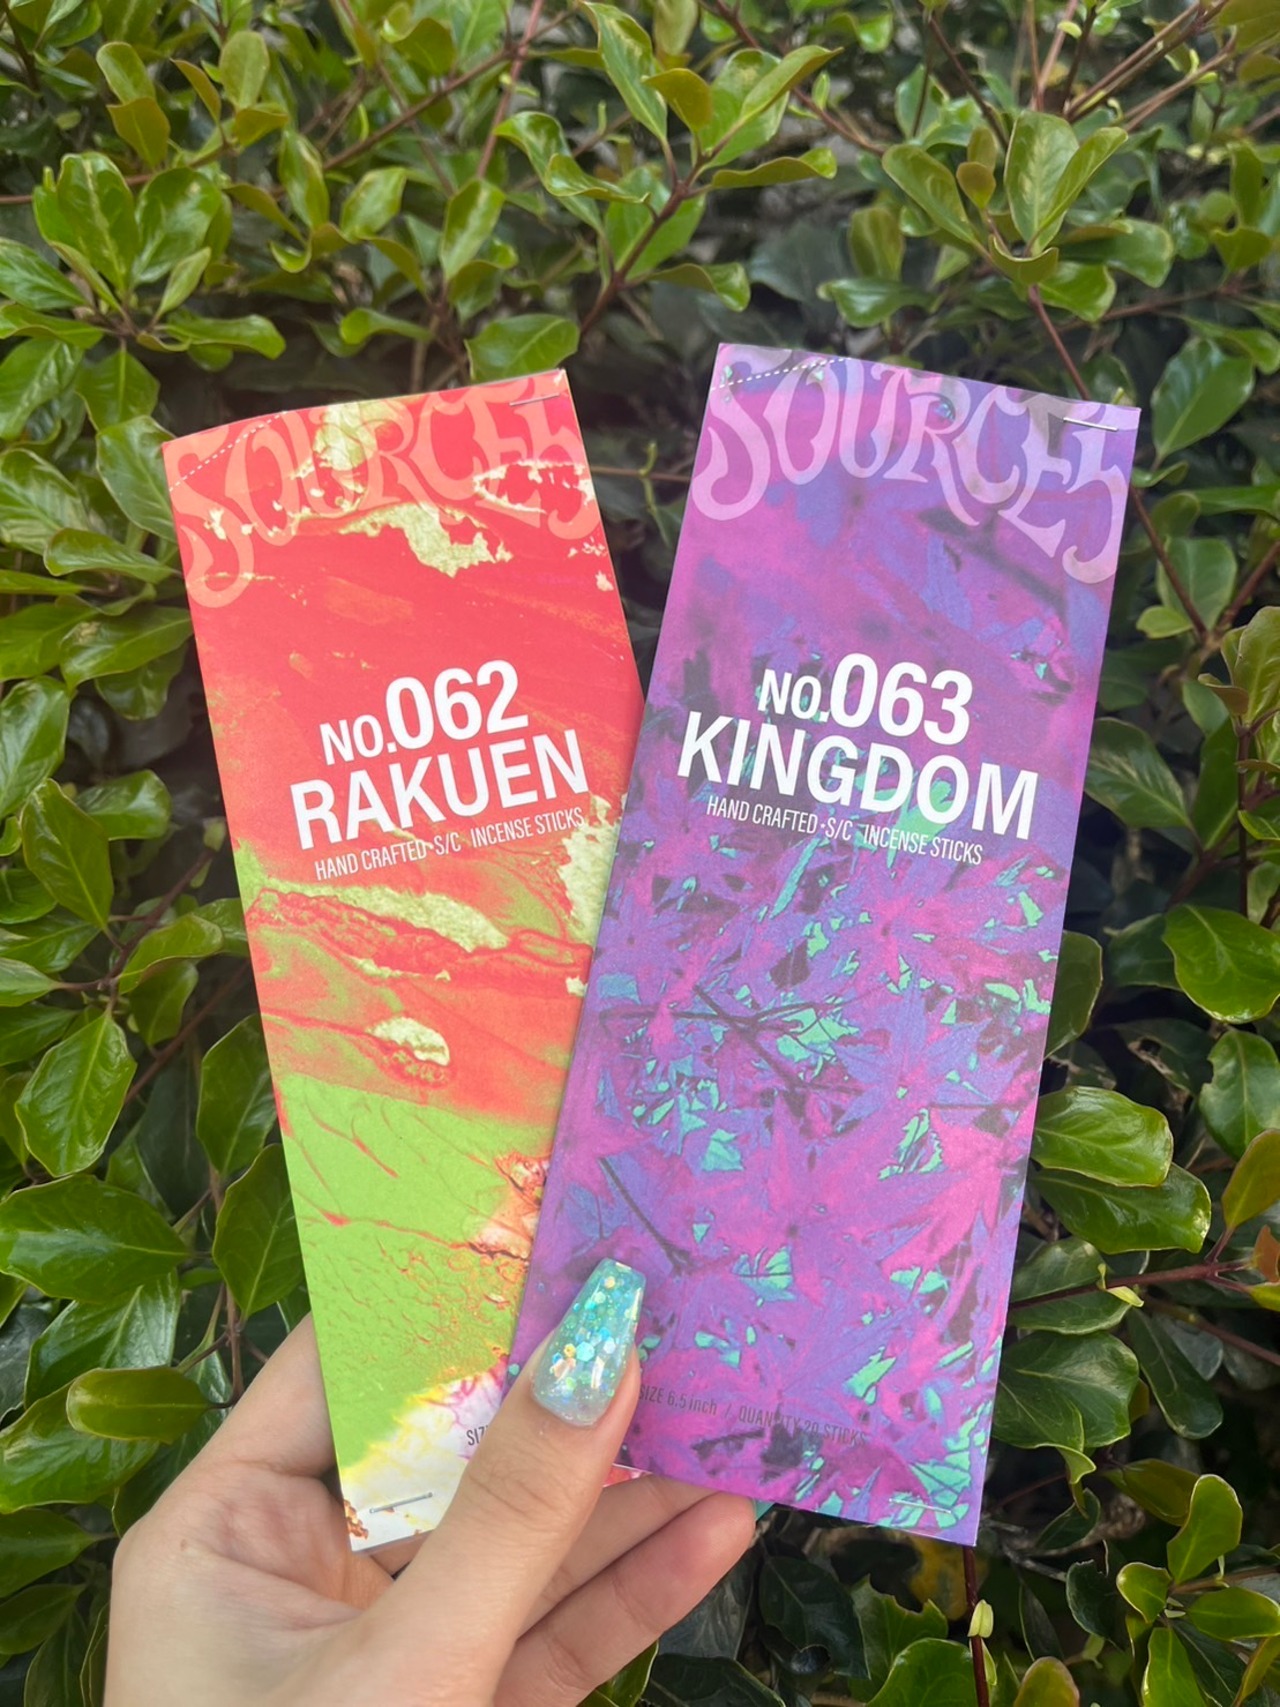 SOURCES
NO.062
RAKUEN
HAND CRAFTED·S/C INCENSE STICKS
SOURCES
NO.063
KINGDOM
HAND CRAFTED·S/C INCENSE STICKS
SIZE 6.5 inch / QUANTITY 20 STICKS